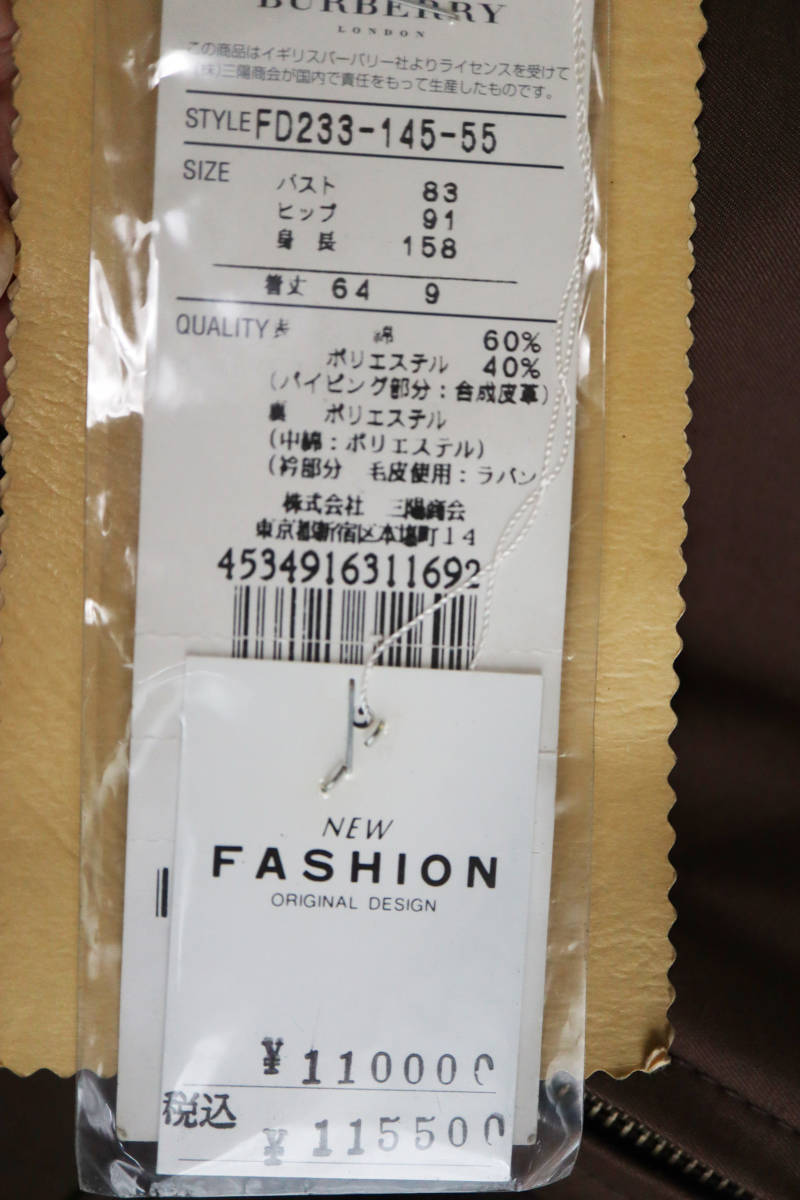 BURBERRY
LONDON
この商品はイギリスバーバリー社よりライセンスを受けて
(株)三陽商会が国内で責任をもって生産したものです。
STYLE FD233-145-55
SIZE バスト 83
ヒップ 91
身長 158
着丈 64 9
QUALITY 表 綿 60%
ポリエステル 40%
(パイピング部分:合成皮革)
裏 ポリエステル
(中綿:ポリエステル)
(衿部分 毛皮使用:ラパン
株式会社 三陽商会
東京都新宿区本塩町14
4534916311692
NEW
FASHION
ORIGINAL DESIGN
¥110000
税込 ¥115500